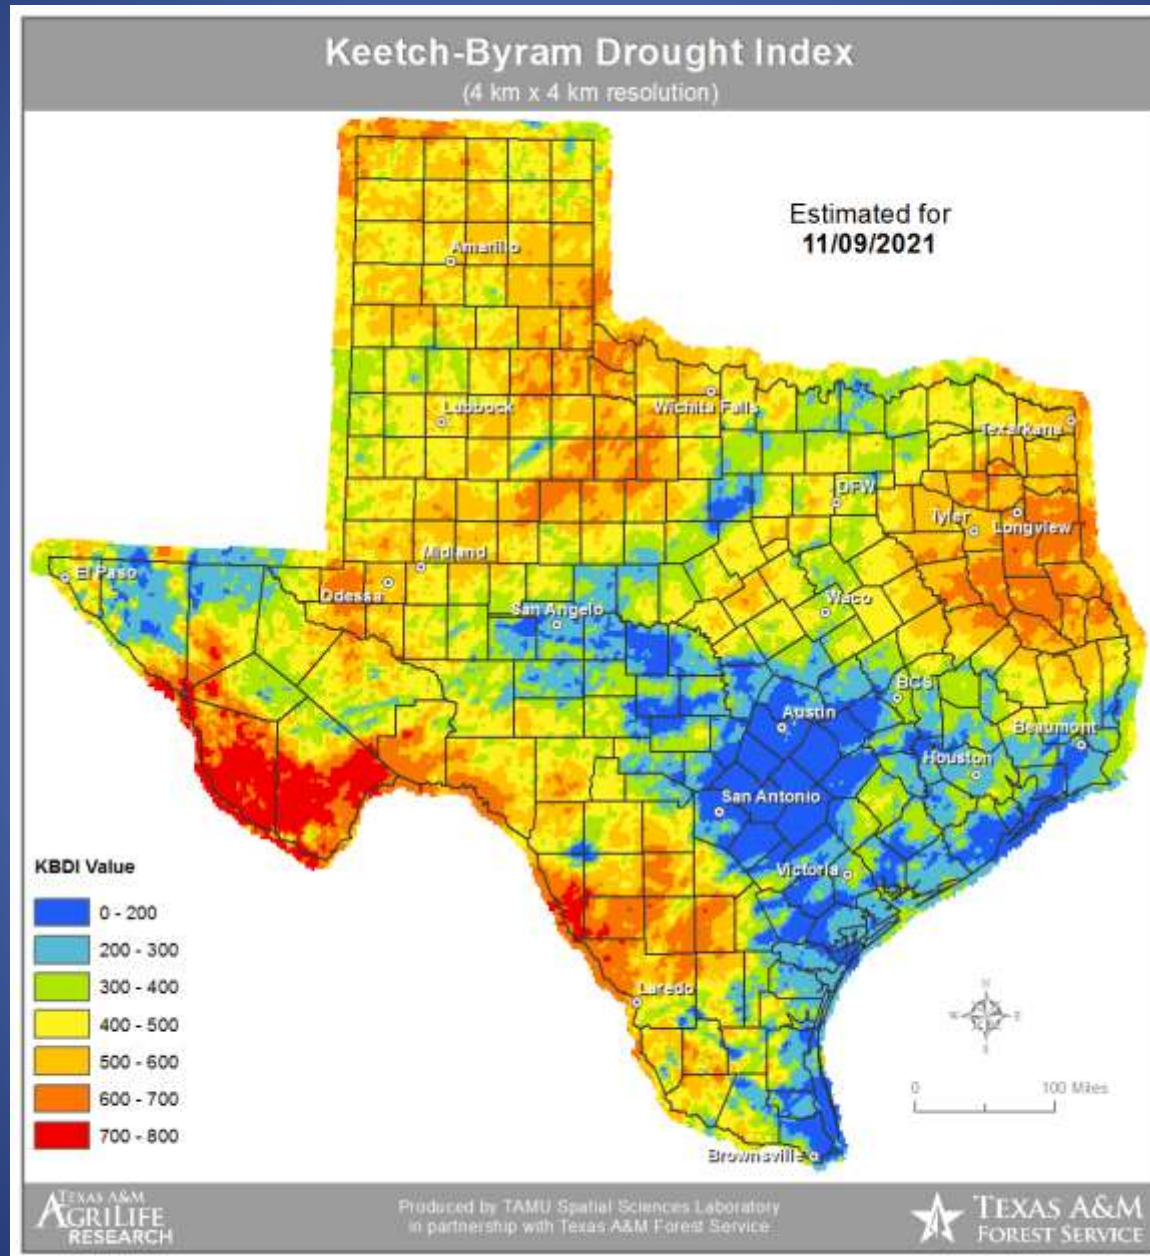 Keetch-Byram Drought Index
(4 km x 4 km resolution)
Estimated for
11/09/2021
Amarillo
Lubbock
Wichita Falls
Texarkana
DFW
Tyler
Longview
Midland
El Paso
Odessa
San Angelo
Waco
BCS
Austin
Beaumont
Houston
San Antonio
Victoria
Laredo
Brownsville
KBDI Value
0 - 200
200 - 300
300 - 400
400 - 500
500 - 600
600 - 700
700 - 800
N
W E
S
0 100 Miles
TEXAS A&M
AGRILIFE
RESEARCH
Produced by TAMU Spatial Sciences Laboratory
in partnership with Texas A&M Forest Service
TEXAS A&M
FOREST SERVICE